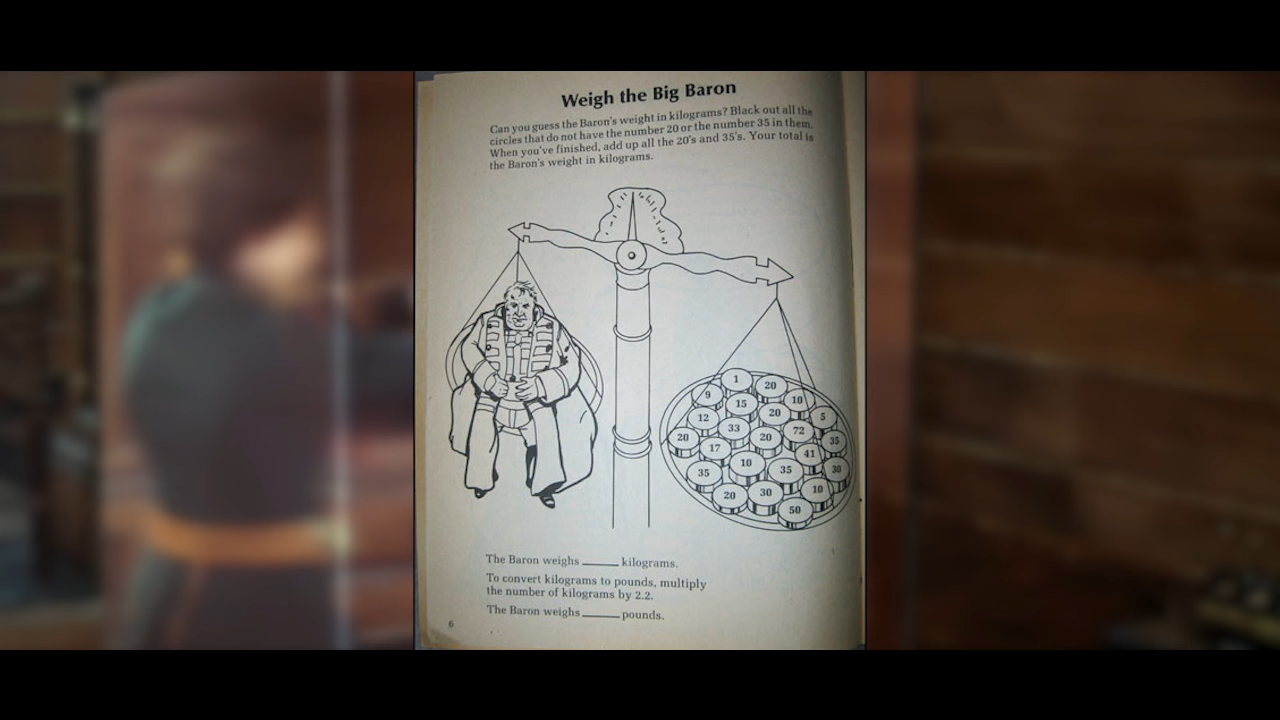 Weigh the Big Baron
Can you guess the Baron's weight in kilograms? Black out all the
circles that do not have the number 20 or the number 35 in them.
When you've finished, add up all the 20's and 35's. Your total is
the Baron's weight in kilograms.
1
20
9
15
10
12
20
5
33
72
20
20
35
17
41
35
10
35
30
20
30
10
50
The Baron weighs ______ kilograms.
To convert kilograms to pounds, multiply
the number of kilograms by 2.2.
The Baron weighs ______ pounds.
6